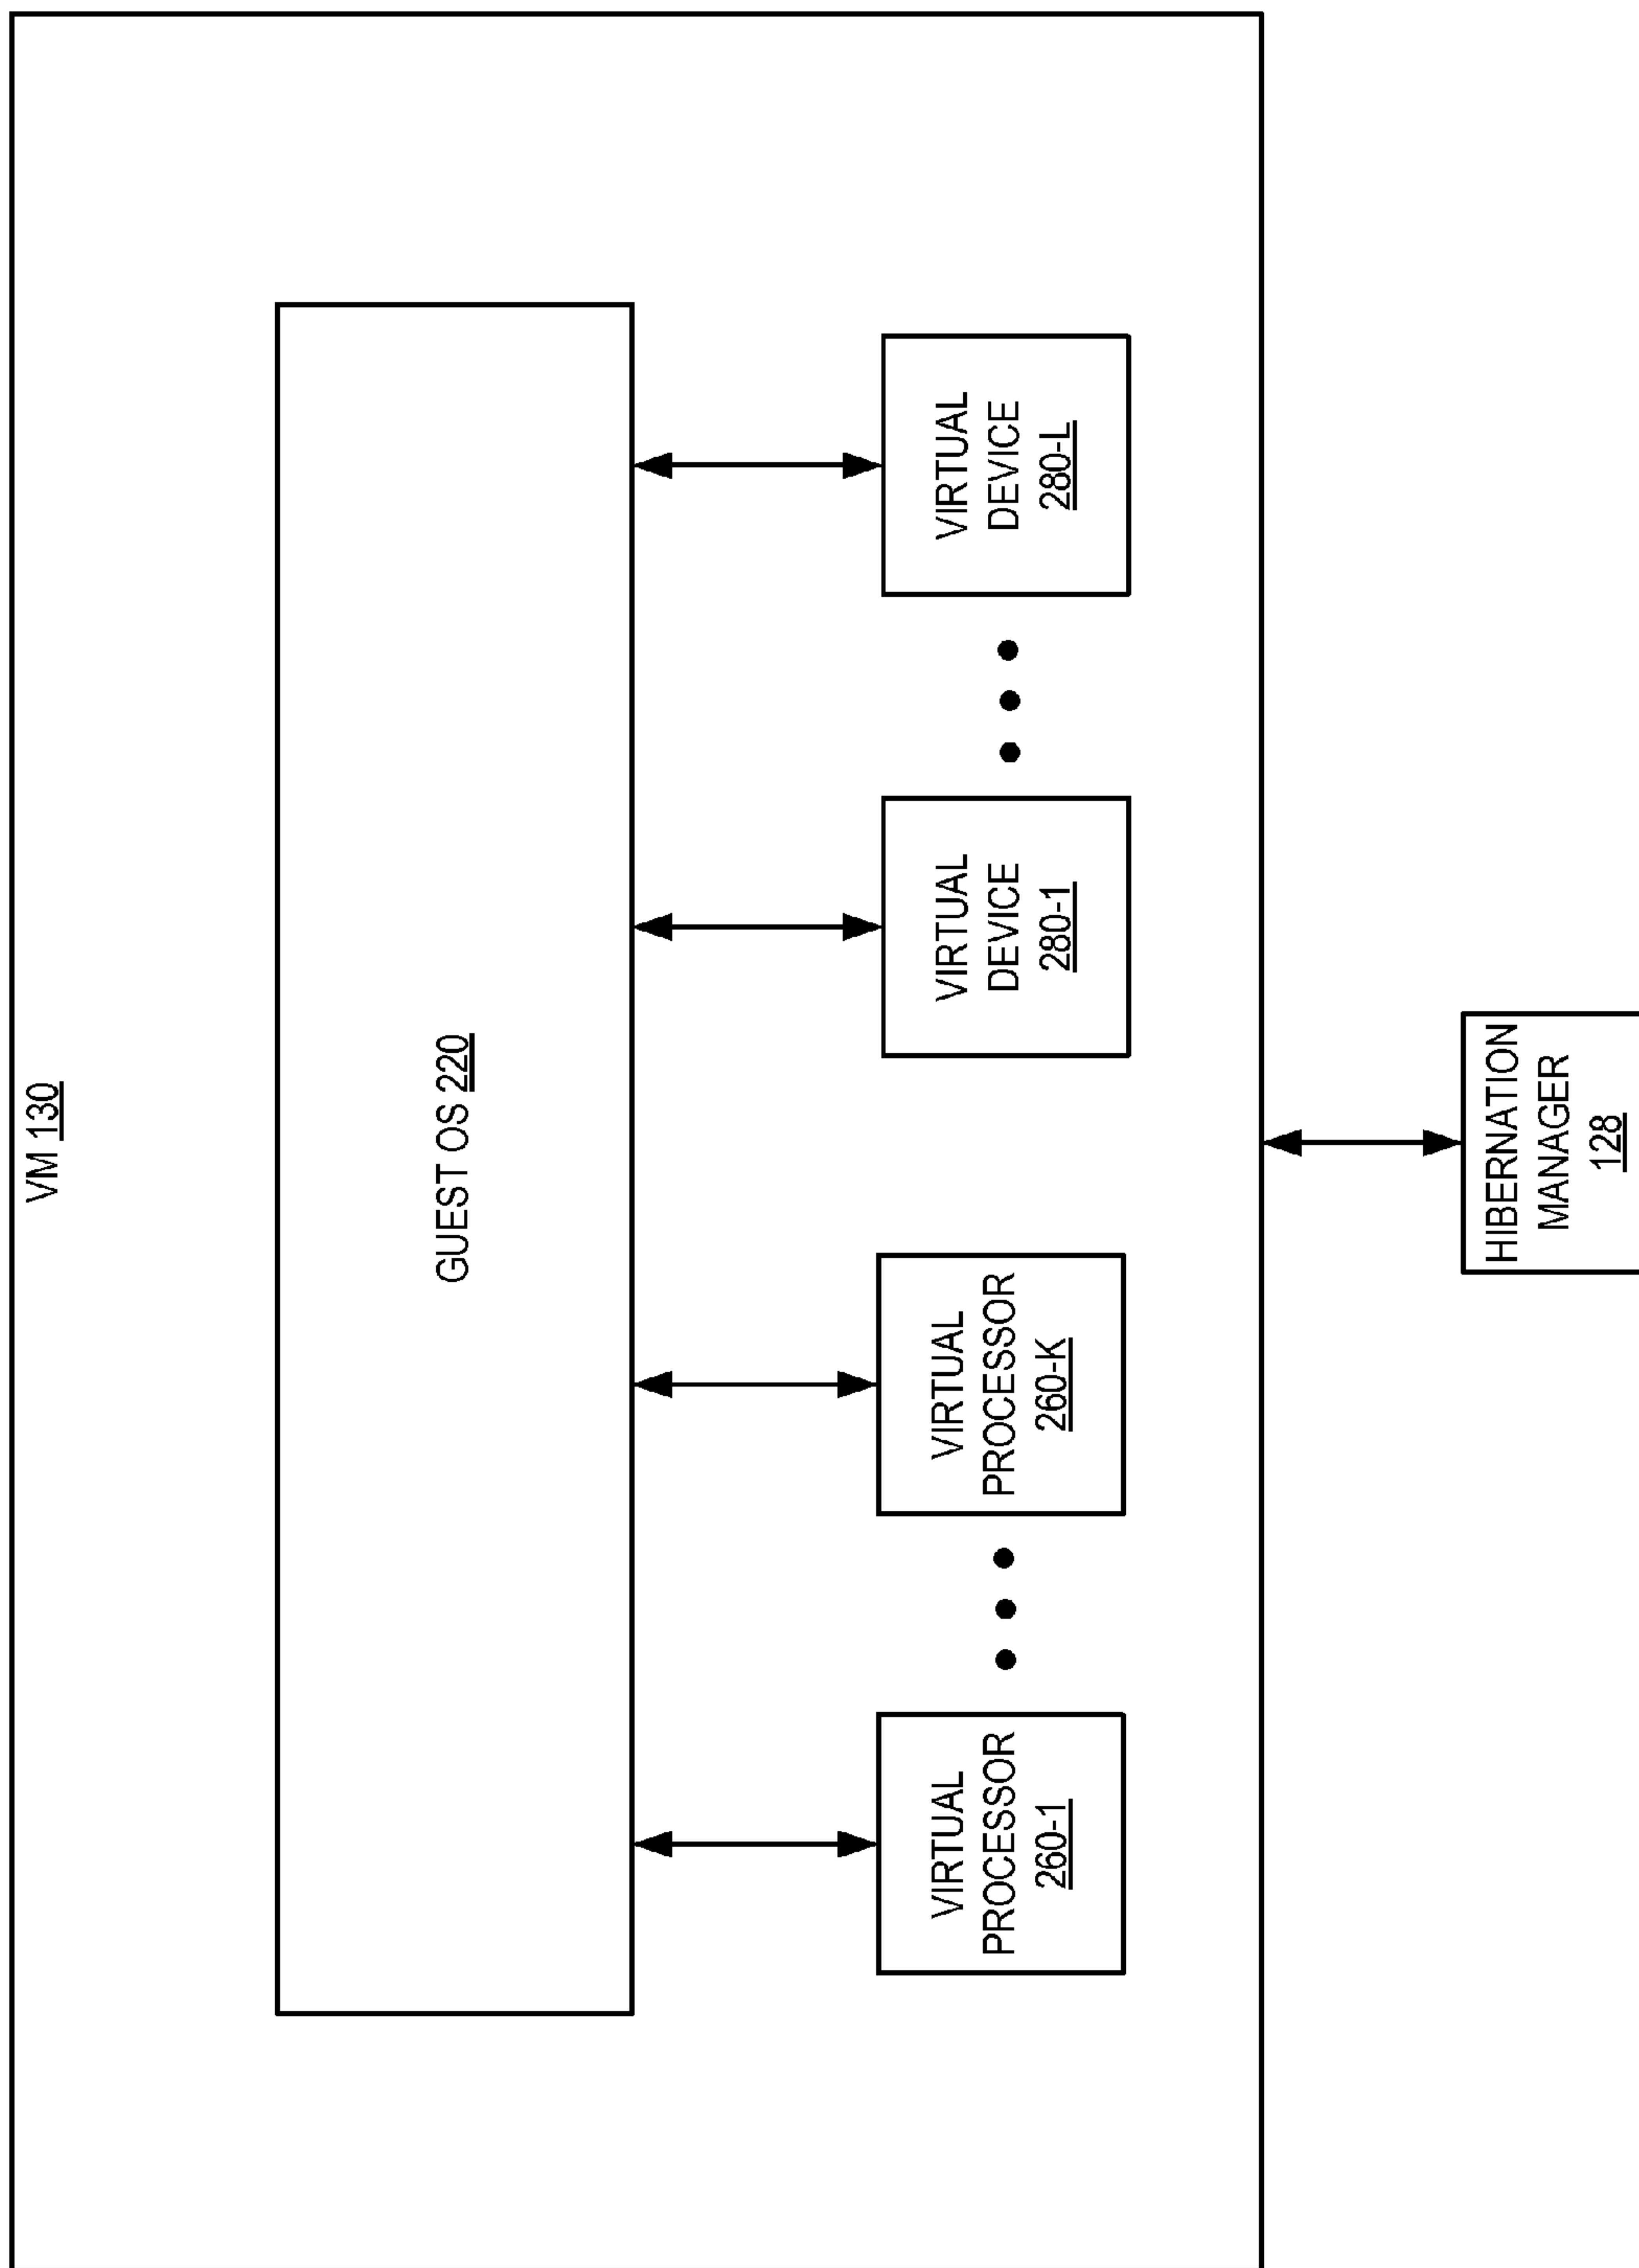 VM 130
GUEST OS 220
VIRTUAL
PROCESSOR
260-1
VIRTUAL
PROCESSOR
260-K
VIRTUAL
DEVICE
280-1
VIRTUAL
DEVICE
280-L
HIBERNATION
MANAGER
128